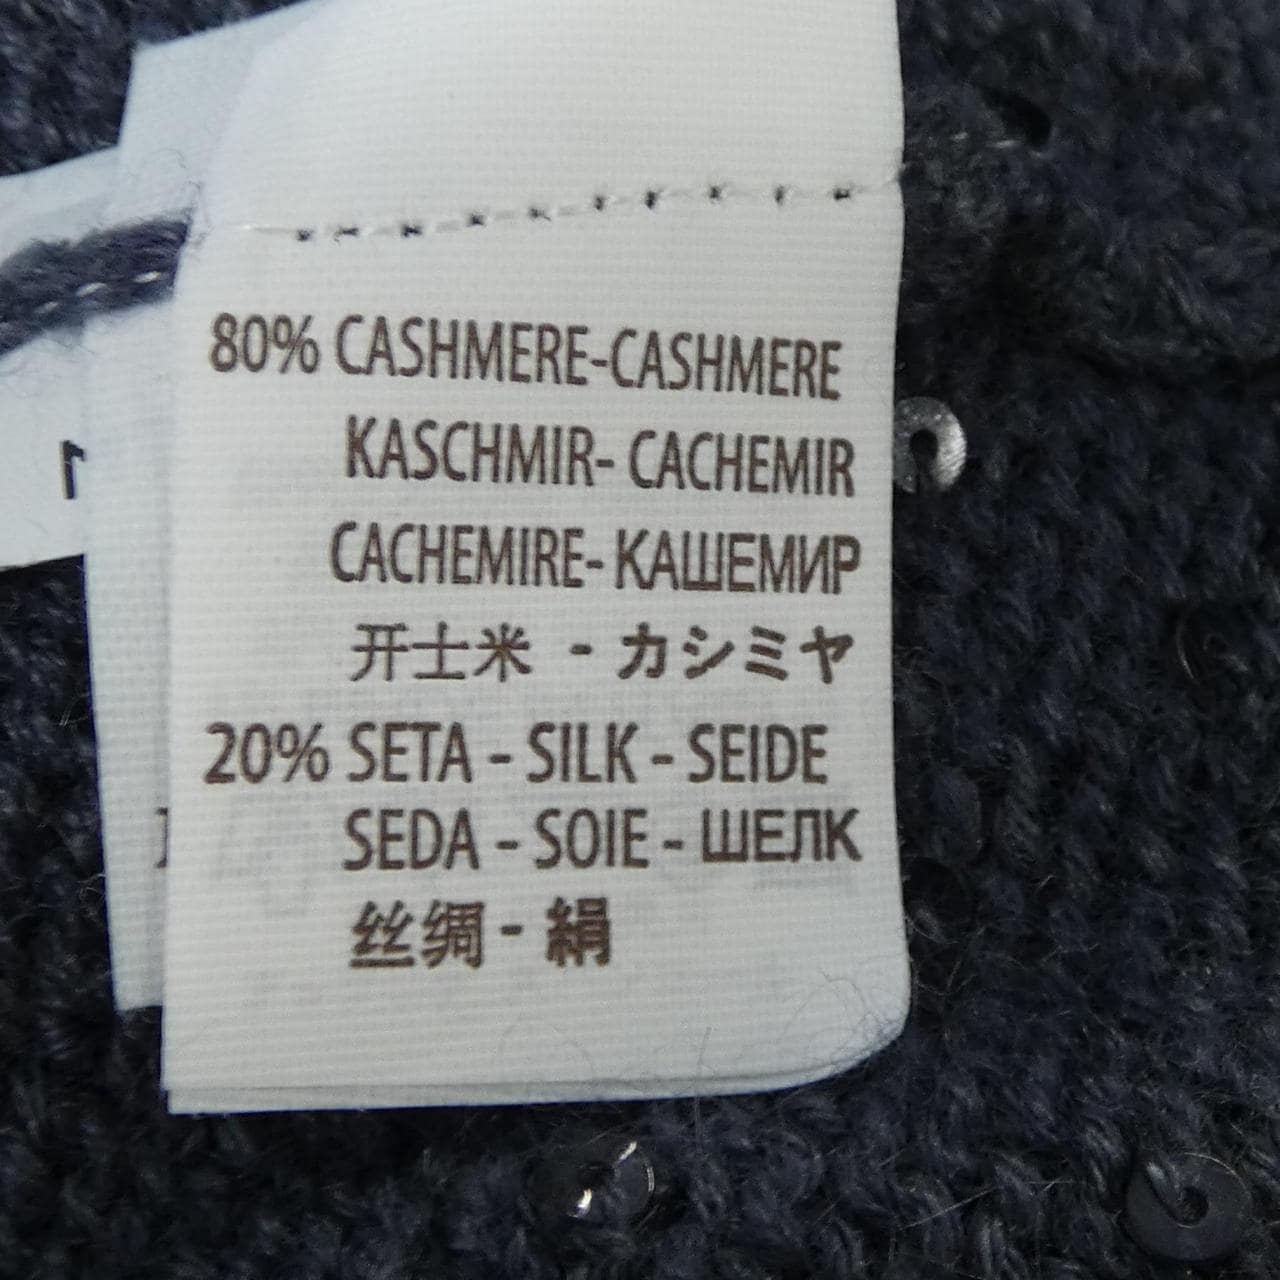 80% CASHMERE-CASHMERE
KASCHMIR- CACHEMIR
CACHEMIRE- КАШЕМИР
开士米 - カシミヤ
20% SETA - SILK - SEIDE
SEDA - SOIE - ШЕЛК
丝绸 - 絹